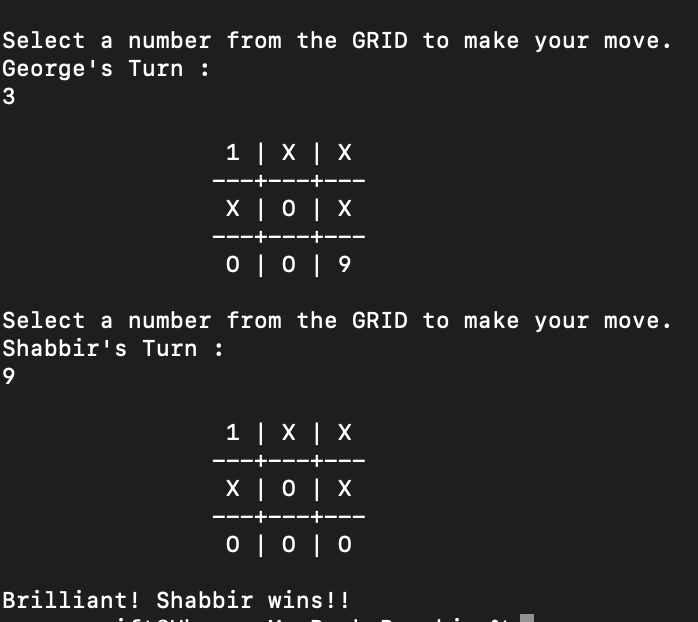 Select a number from the GRID to make your move.
George's Turn :
3
1 | X | X
---+---+---
X | O | X
---+---+---
O | O | 9
Select a number from the GRID to make your move.
Shabbir's Turn :
9
1 | X | X
---+---+---
X | O | X
---+---+---
O | O | O
Brilliant! Shabbir wins!!